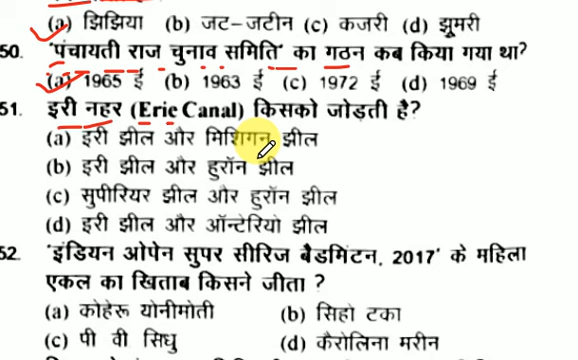 (a) झिझिया (b) जट-जटीन (c) कजरी (d) झूमरी
50. 'पंचायती राज चुनाव समिति' का गठन कब किया गया था?
(a) 1965 ई (b) 1963 ई (c) 1972 ई (d) 1969 ई
51. इरी नहर (Erie Canal) किसको जोड़ती है?
(a) इरी झील और मिशिगन झील
(b) इरी झील और हुरॉन झील
(c) सुपीरियर झील और हुरॉन झील
(d) इरी झील और ऑन्टेरियो झील
52. 'इंडियन ओपेन सुपर सीरिज बैडमिंटन, 2017' के महिला
एकल का खिताब किसने जीता ?
(a) कोहेरू योनीमोती (b) सिहो टका
(c) पी वी सिधु (d) कैरोलिना मरीन